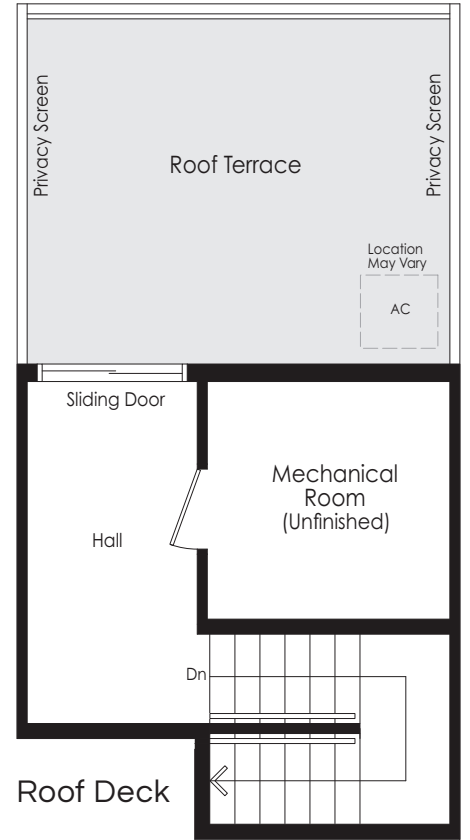 Privacy Screen
Privacy Screen
Roof Terrace
Location
May Vary
AC
Sliding Door
Mechanical
Room
(Unfinished)
Hall
Dn
Roof Deck